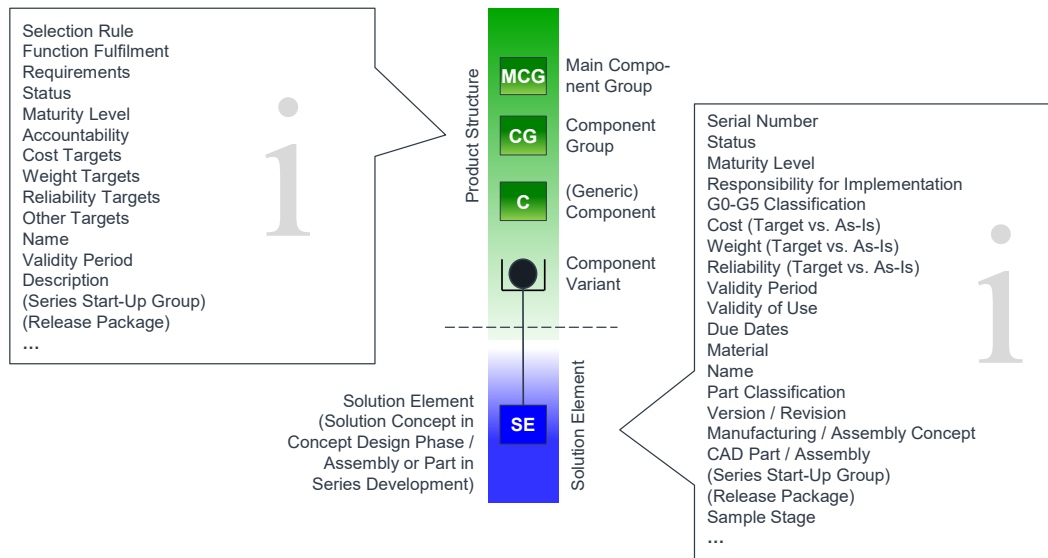 Selection Rule
Function Fulfilment
Requirements
Status
Maturity Level
Accountability
Cost Targets
Weight Targets
Reliability Targets
Other Targets
Name
Validity Period
Description
(Series Start-Up Group)
(Release Package)
…
i
Product Structure
MCG
Main Compo-
nent Group
CG
Component
Group
C
(Generic)
Component
Component
Variant
Solution Element
(Solution Concept in
Concept Design Phase /
Assembly or Part in
Series Development)
SE
Solution Element
Serial Number
Status
Maturity Level
Responsibility for Implementation
G0-G5 Classification
Cost (Target vs. As-Is)
Weight (Target vs. As-Is)
Reliability (Target vs. As-Is)
Validity Period
Validity of Use
Due Dates
Material
Name
Part Classification
Version / Revision
Manufacturing / Assembly Concept
CAD Part / Assembly
(Series Start-Up Group)
(Release Package)
Sample Stage
…
i